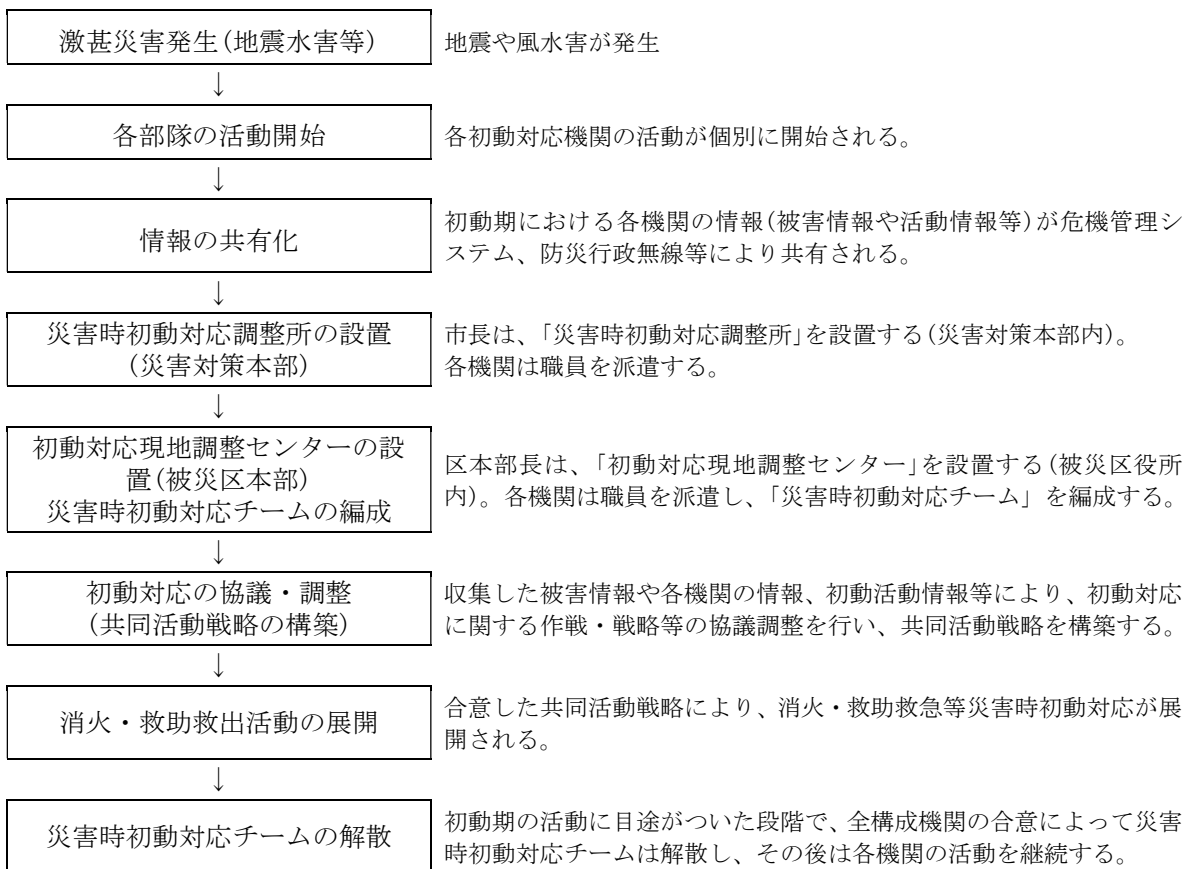 激甚災害発生(地震水害等)
地震や風水害が発生
↓
各部隊の活動開始
各初動対応機関の活動が個別に開始される。
↓
情報の共有化
初動期における各機関の情報(被害情報や活動情報等)が危機管理シ
ステム、防災行政無線等により共有される。
↓
災害時初動対応調整所の設置
(災害対策本部)
市長は、「災害時初動対応調整所」を設置する(災害対策本部内)。
各機関は職員を派遣する。
↓
初動対応現地調整センターの設
置(被災区本部)
災害時初動対応チームの編成
区本部長は、「初動対応現地調整センター」を設置する(被災区役所
内)。各機関は職員を派遣し、「災害時初動対応チーム」を編成する。
↓
初動対応の協議・調整
(共同活動戦略の構築)
収集した被害情報や各機関の情報、初動活動情報等により、初動対応
に関する作戦・戦略等の協議調整を行い、共同活動戦略を構築する。
↓
消火・救助救出活動の展開
合意した共同活動戦略により、消火・救助救急等災害時初動対応が展
開される。
↓
災害時初動対応チームの解散
初動期の活動に目途がついた段階で、全構成機関の合意によって災害
時初動対応チームは解散し、その後は各機関の活動を継続する。